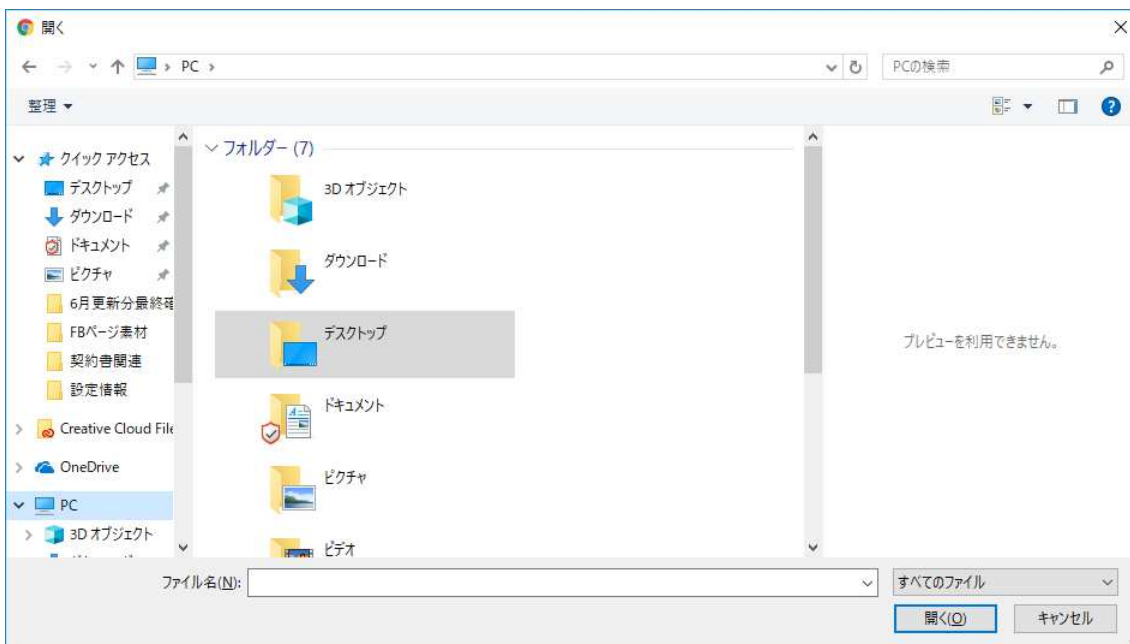 開く
PC
PCの検索
整理
クイック アクセス
デスクトップ
ダウンロード
ドキュメント
ピクチャ
6月更新分最終確
FBページ素材
契約書関連
設定情報
Creative Cloud File
OneDrive
PC
3D オブジェクト
フォルダー (7)
3D オブジェクト
ダウンロード
デスクトップ
ドキュメント
ピクチャ
ビデオ
プレビューを利用できません。
ファイル名(N):
すべてのファイル
開く(O)
キャンセル